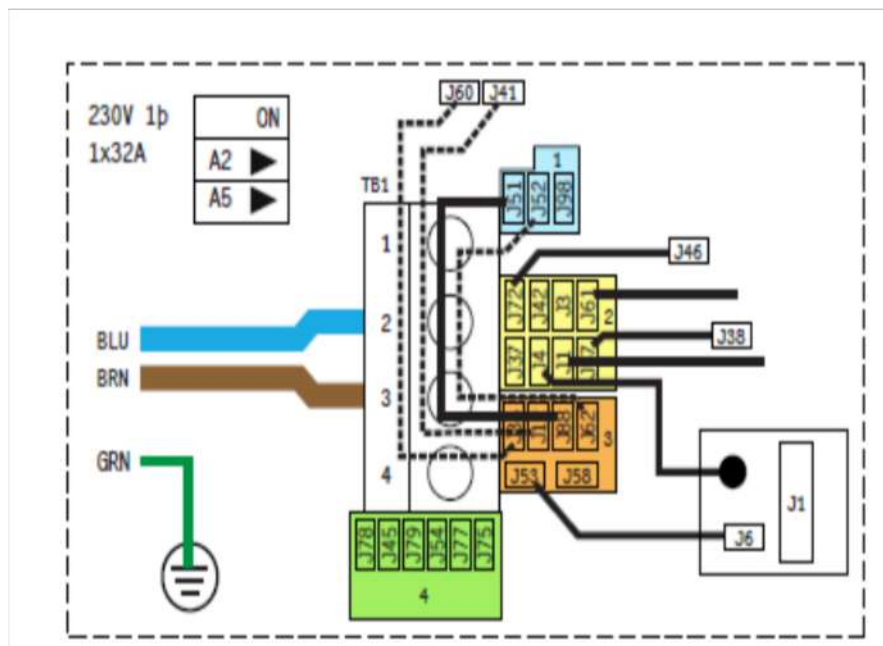 230V 1þ
1x32A
ON
A2
A5
J60 J41
TB1
1
J51 J52 J98
J46
1
2
3
4
J72 J42 J3 J61
2
J38
J37 J4 J1
J88 J62
3
J53 J58
BLU
BRN
GRN
J1
J6
J78 J45 J79 J54 J77 J75
4